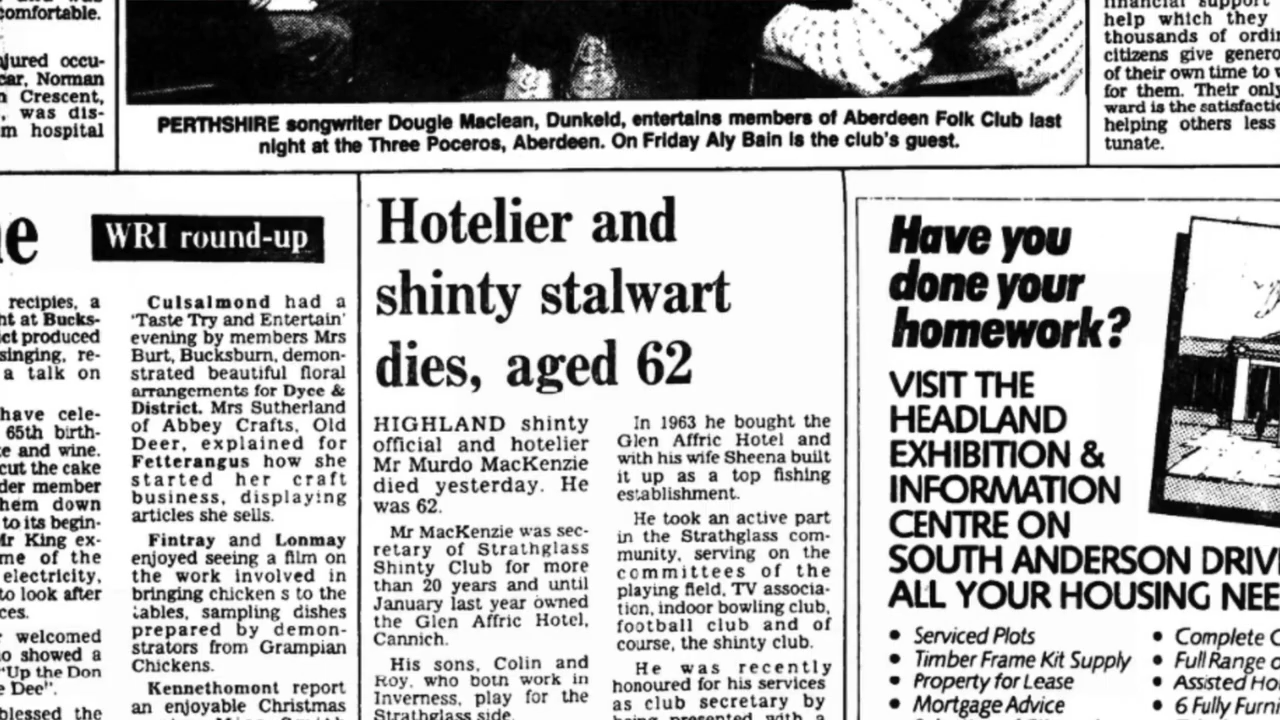 comfortable.
jured occu-
car, Norman
Crescent,
, was dis-
m hospital
PERTHSHIRE songwriter Dougie Maclean, Dunkeld, entertains members of Aberdeen Folk Club last
night at the Three Poceros, Aberdeen. On Friday Aly Bain is the club's guest.
financial support
help which they
thousands of ordin
citizens give genero
of their own time to
for them. Their only
ward is the satisfactio
helping others less
tunate.
recipies, a
ht at Bucks-
ict produced
singing, re-
a talk on
have cele-
65th birth-
e and wine.
cut the cake
der member
hem down
to its begin-
Mr King ex-
me of the
electricity,
to look after
ces.
welcomed
o showed a
"Up the Don
e Dee".
blessed the
WRI round-up
Culsalmond had a
'Taste Try and Entertain'
evening by members Mrs
Burt, Bucksburn, demon-
strated beautiful floral
arrangements for Dyce &
District. Mrs Sutherland
of Abbey Crafts, Old
Deer, explained for
Fetterangus how she
started her craft
business, displaying
articles she sells.
Fintray and Lonmay
enjoyed seeing a film on
the work involved in
bringing chicken s to the
tables, sampling dishes
prepared by demon-
strators from Grampian
Chickens.
Kennethomont report
an enjoyable Christmas
Hotelier and
shinty stalwart
dies, aged 62
HIGHLAND shinty
official and hotelier
Mr Murdo MacKenzie
died yesterday. He
was 62.
Mr MacKenzie was sec-
retary of Strathglass
Shinty Club for more
than 20 years and until
January last year owned
the Glen Affric Hotel,
Cannich.
His sons, Colin and
Roy, who both work in
Inverness, play for the
Strathglass side.
In 1963 he bought the
Glen Affric Hotel and
with his wife Sheena built
it up as a top fishing
establishment.
He took an active part
in the Strathglass com-
munity, serving on the
committees of the
playing field, TV associa-
tion, indoor bowling club,
football club and of
course, the shinty club.
He was recently
honoured for his services
as club secretary by
being presented with a
Have you
done your
homework?
VISIT THE
HEADLAND
EXHIBITION &
INFORMATION
CENTRE ON
SOUTH ANDERSON DRIV
ALL YOUR HOUSING NEE
• Serviced Plots
• Timber Frame Kit Supply
• Property for Lease
• Mortgage Advice
• Complete
• Full Range o
• Assisted Ho
• 6 Fully Furni